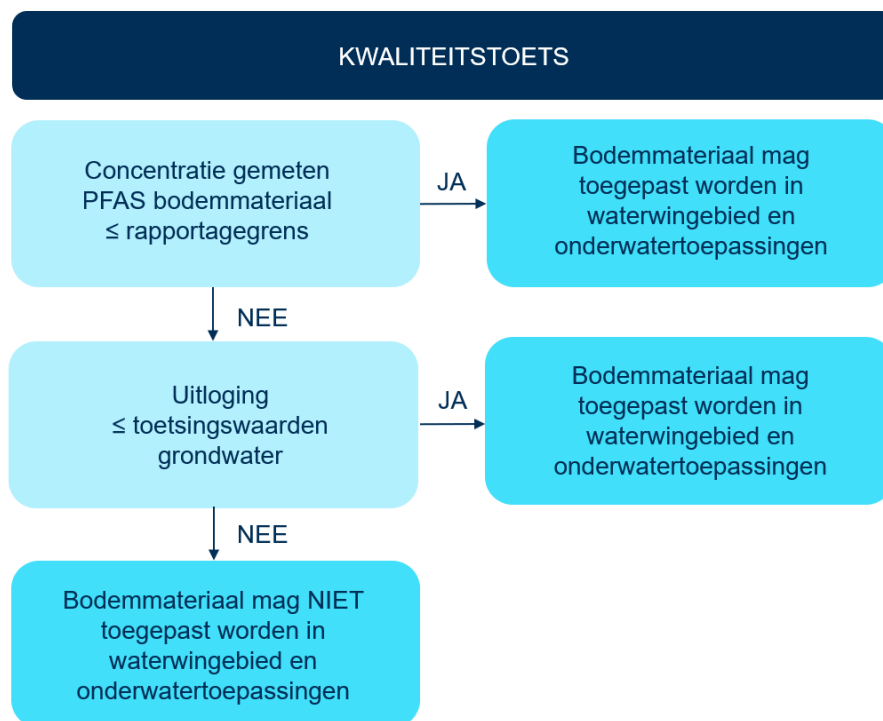 KWALITEITSTOETS
Concentratie gemeten
PFAS bodemmateriaal
≤ rapportagegrens
JA
Bodemmateriaal mag
toegepast worden in
waterwingebied en
onderwatertoepassingen
NEE
Uitloging
≤ toetsingswaarden
grondwater
JA
Bodemmateriaal mag
toegepast worden in
waterwingebied en
onderwatertoepassingen
NEE
Bodemmateriaal mag NIET
toegepast worden in
waterwingebied en
onderwatertoepassingen